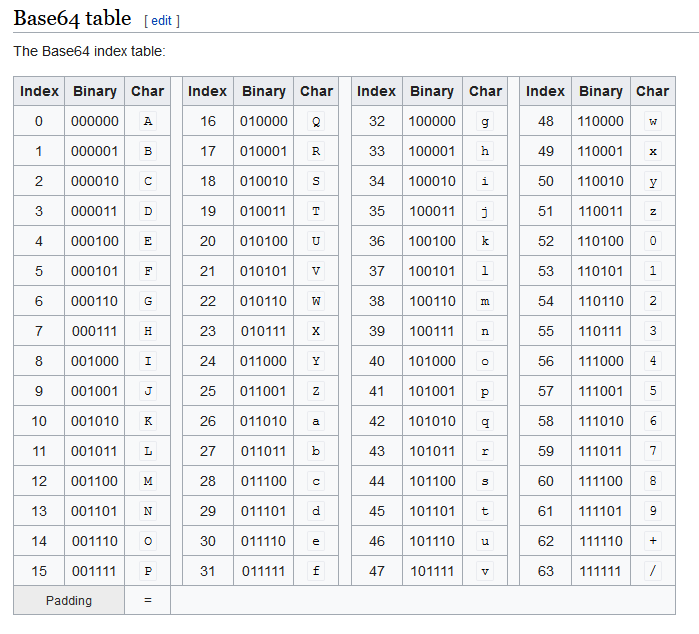 Base64 table [ edit ]
The Base64 index table:
Index Binary Char Index Binary Char Index Binary Char Index Binary Char
0 000000 A 16 010000 Q 32 100000 g 48 110000 w
1 000001 B 17 010001 R 33 100001 h 49 110001 x
2 000010 C 18 010010 S 34 100010 i 50 110010 y
3 000011 D 19 010011 T 35 100011 j 51 110011 z
4 000100 E 20 010100 U 36 100100 k 52 110100 0
5 000101 F 21 010101 V 37 100101 l 53 110101 1
6 000110 G 22 010110 W 38 100110 m 54 110110 2
7 000111 H 23 010111 X 39 100111 n 55 110111 3
8 001000 I 24 011000 Y 40 101000 o 56 111000 4
9 001001 J 25 011001 Z 41 101001 p 57 111001 5
10 001010 K 26 011010 a 42 101010 q 58 111010 6
11 001011 L 27 011011 b 43 101011 r 59 111011 7
12 001100 M 28 011100 c 44 101100 s 60 111100 8
13 001101 N 29 011101 d 45 101101 t 61 111101 9
14 001110 O 30 011110 e 46 101110 u 62 111110 +
15 001111 P 31 011111 f 47 101111 v 63 111111 /
Padding =